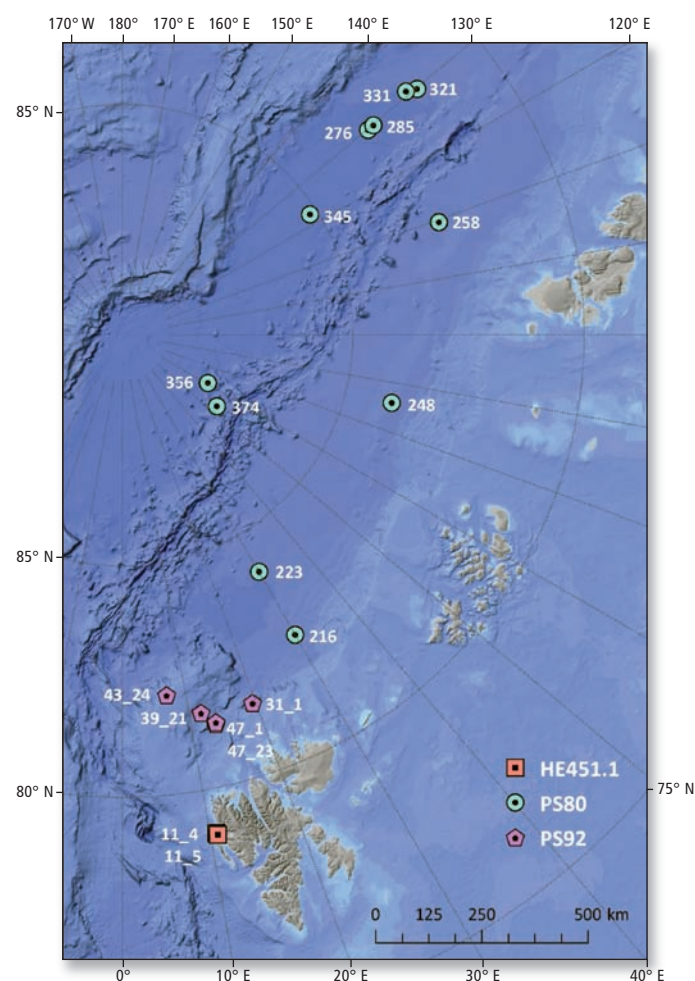 170° W 180° 170° E 160° E 150° E 140° E 130° E 120° E
85° N
331 321
276 285
345 258
356
374 248
85° N
223
216
43_24 31_1
39_21 47_1
47_23
HE451.1
80° N 75° N
PS80
11_4 PS92
11_5
0 125 250 500 km
0° 10° E 20° E 30° E 40° E